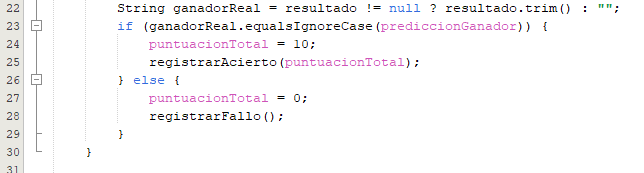 22 String ganadorReal = resultado != null ? resultado.trim() : "";
23 if (ganadorReal.equalsIgnoreCase(prediccionGanador)) {
24 puntuacionTotal = 10;
25 registrarAcierto(puntuacionTotal);
26 } else {
27 puntuacionTotal = 0;
28 registrarFallo();
29 }
30 }
31